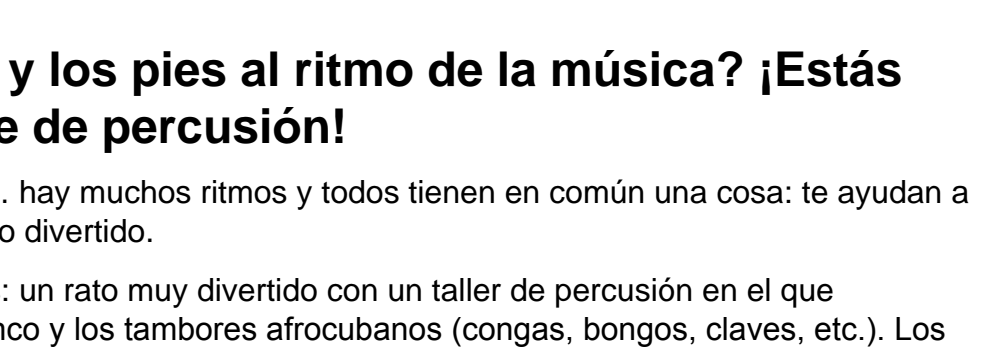 y los pies al ritmo de la música? ¡Estás
de percusión!
. hay muchos ritmos y todos tienen en común una cosa: te ayudan a
divertido.
: un rato muy divertido con un taller de percusión en el que
y los tambores afrocubanos (congas, bongos, claves, etc.). Los